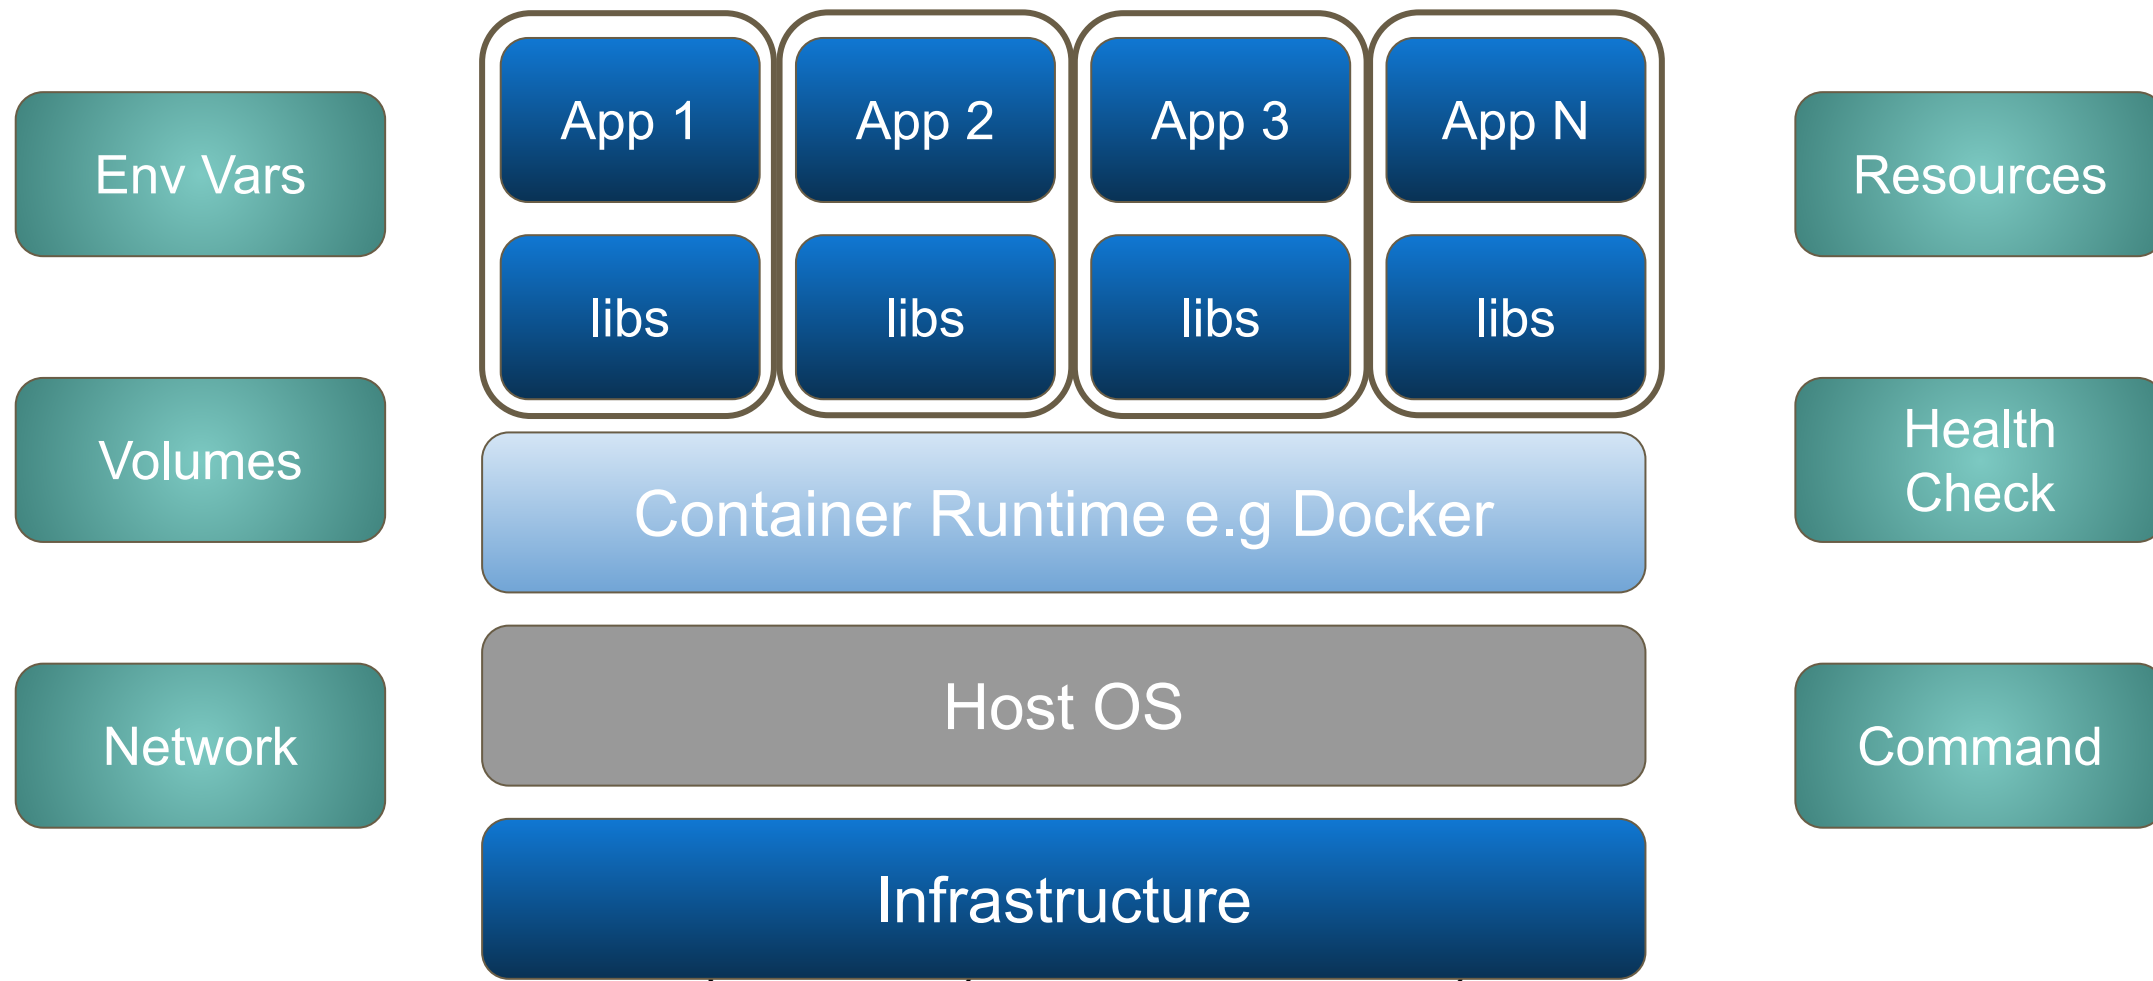 App 1
App 2
App 3
App N
Env Vars
Resources
libs
libs
libs
libs
Volumes
Health
Check
Container Runtime e.g Docker
Network
Host OS
Command
Infrastructure